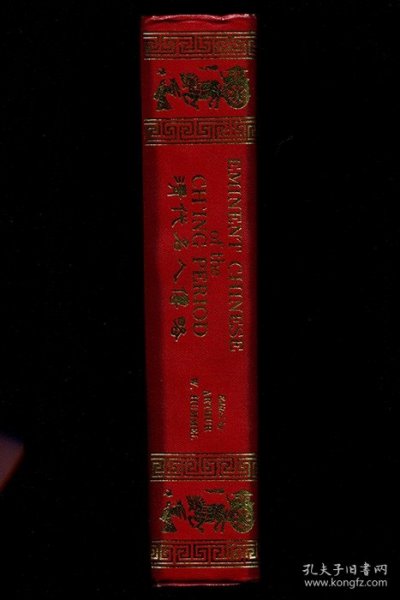 EMINENT CHINESE
of the
CH'ING PERIOD
清代名人傳略
edited by
ARTHUR
W. HUMMEL
孔夫子旧书网
www.kongfz.com